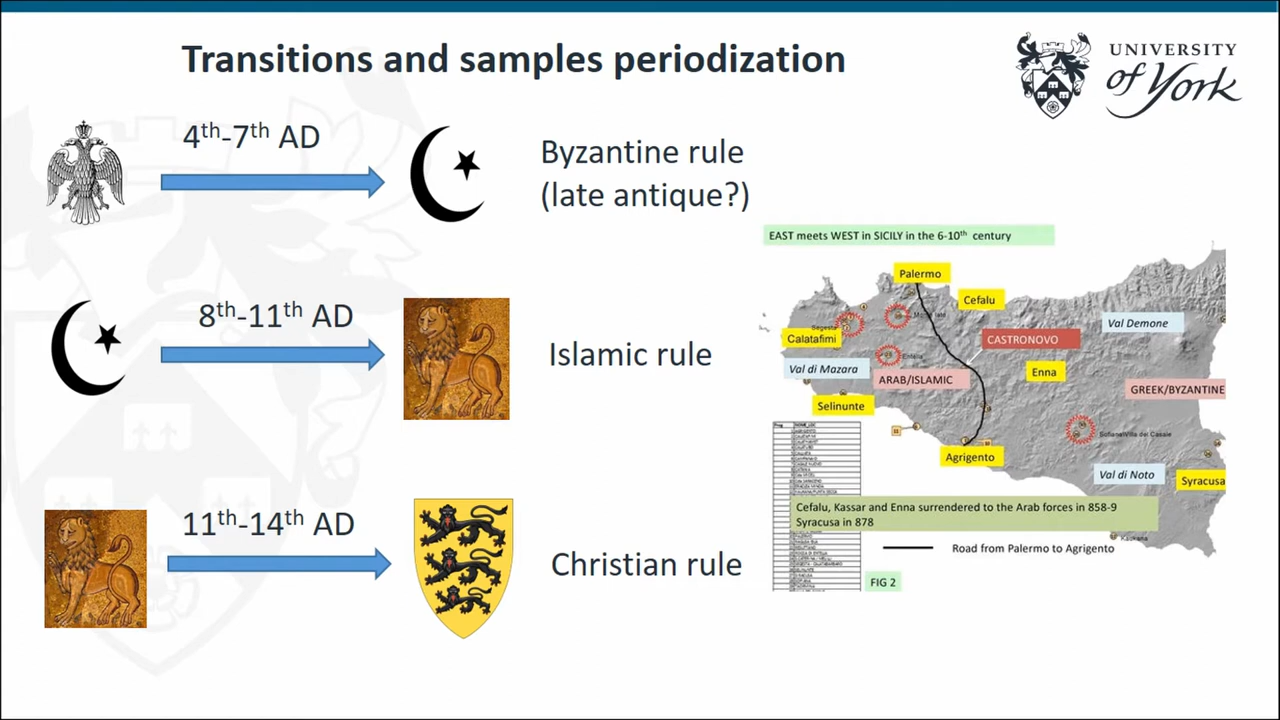 Transitions and samples periodization
UNIVERSITY
of York
4th-7th AD
Byzantine rule
(late antique?)
8th-11th AD
Islamic rule
11th-14th AD
Christian rule
EAST meets WEST in SICILY in the 6-10th century
Palermo
Cefalu
Val Demone
Segesta
Calatafimi
CASTRONOVO
Entella
Val di Mazara
ARAB/ISLAMIC
Enna
GREEK/BYZANTINE
Selinunte
Sofiana/Villa del Casale
Agrigento
Val di Noto
Syracusa
Cefalu, Kassar and Enna surrendered to the Arab forces in 858-9
Syracusa in 878
Road from Palermo to Agrigento
FIG 2